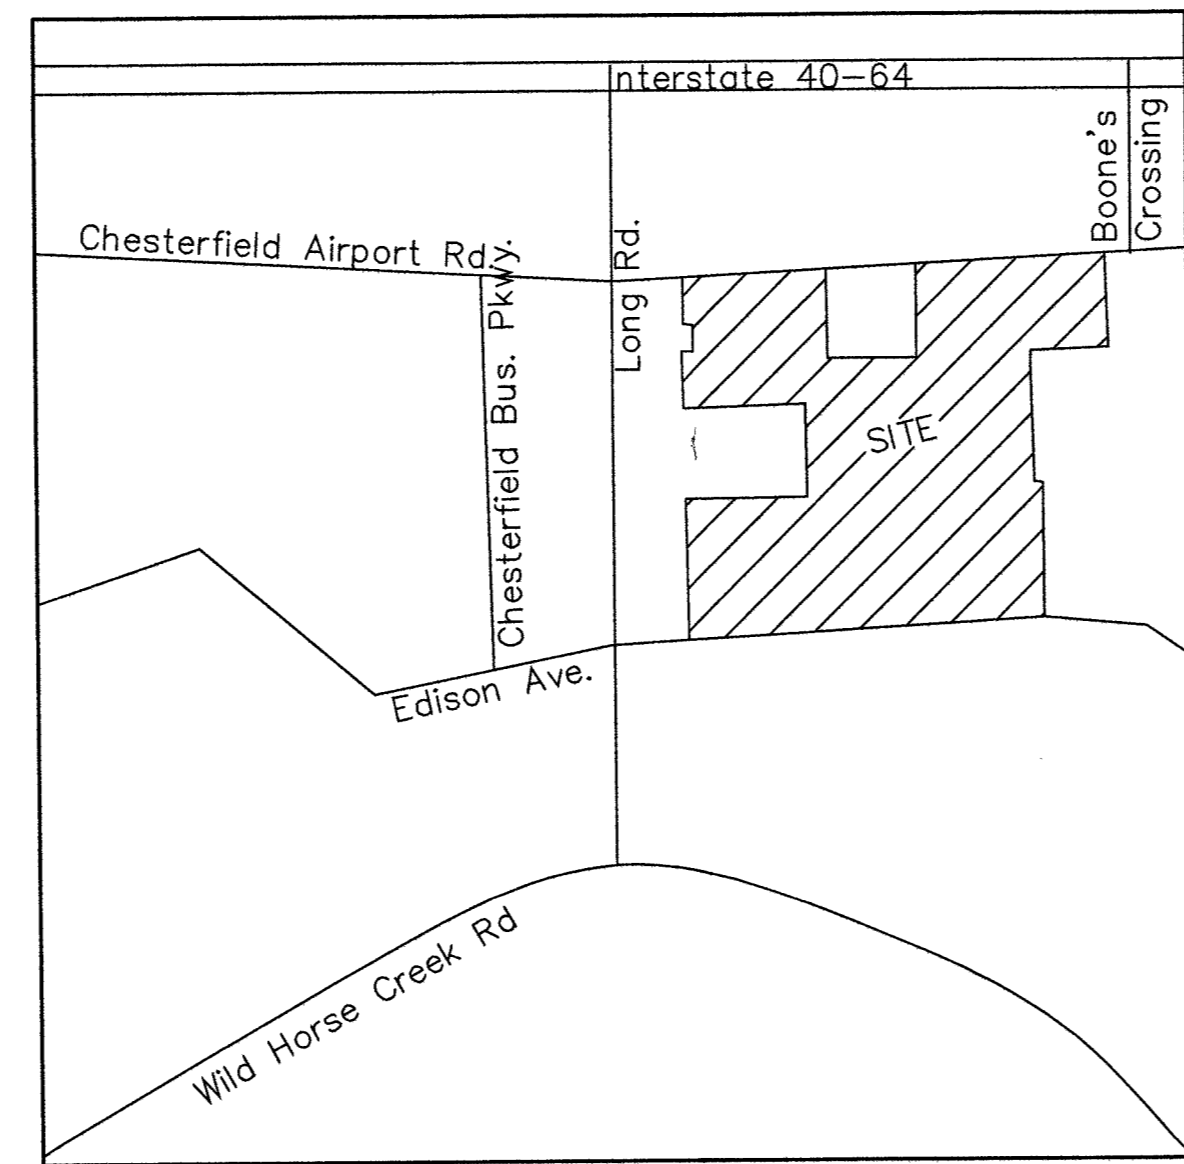 Interstate 40-64
Boone's
Crossing
Chesterfield Airport Rd.
Chesterfield Bus. Pkwy.
Long Rd.
SITE
Edison Ave.
Wild Horse Creek Rd